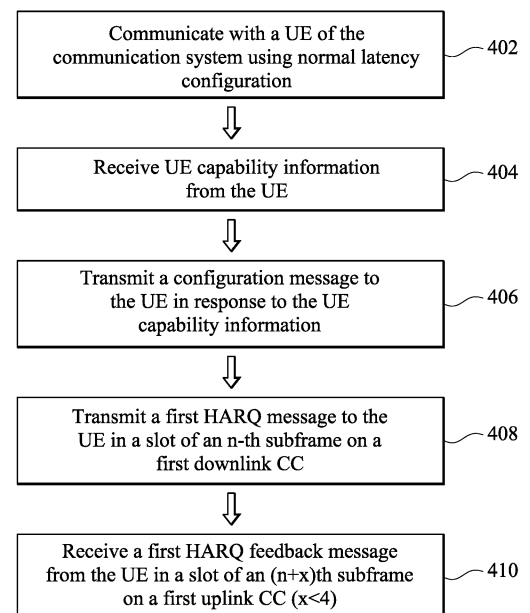 Communicate with a UE of the
communication system using normal latency
configuration
402
Receive UE capability information
from the UE
404
Transmit a configuration message to
the UE in response to the UE
capability information
406
Transmit a first HARQ message to the
UE in a slot of an n-th subframe on a
first downlink CC
408
Receive a first HARQ feedback message
from the UE in a slot of an (n+x)th subframe
on a first uplink CC (x<4)
410